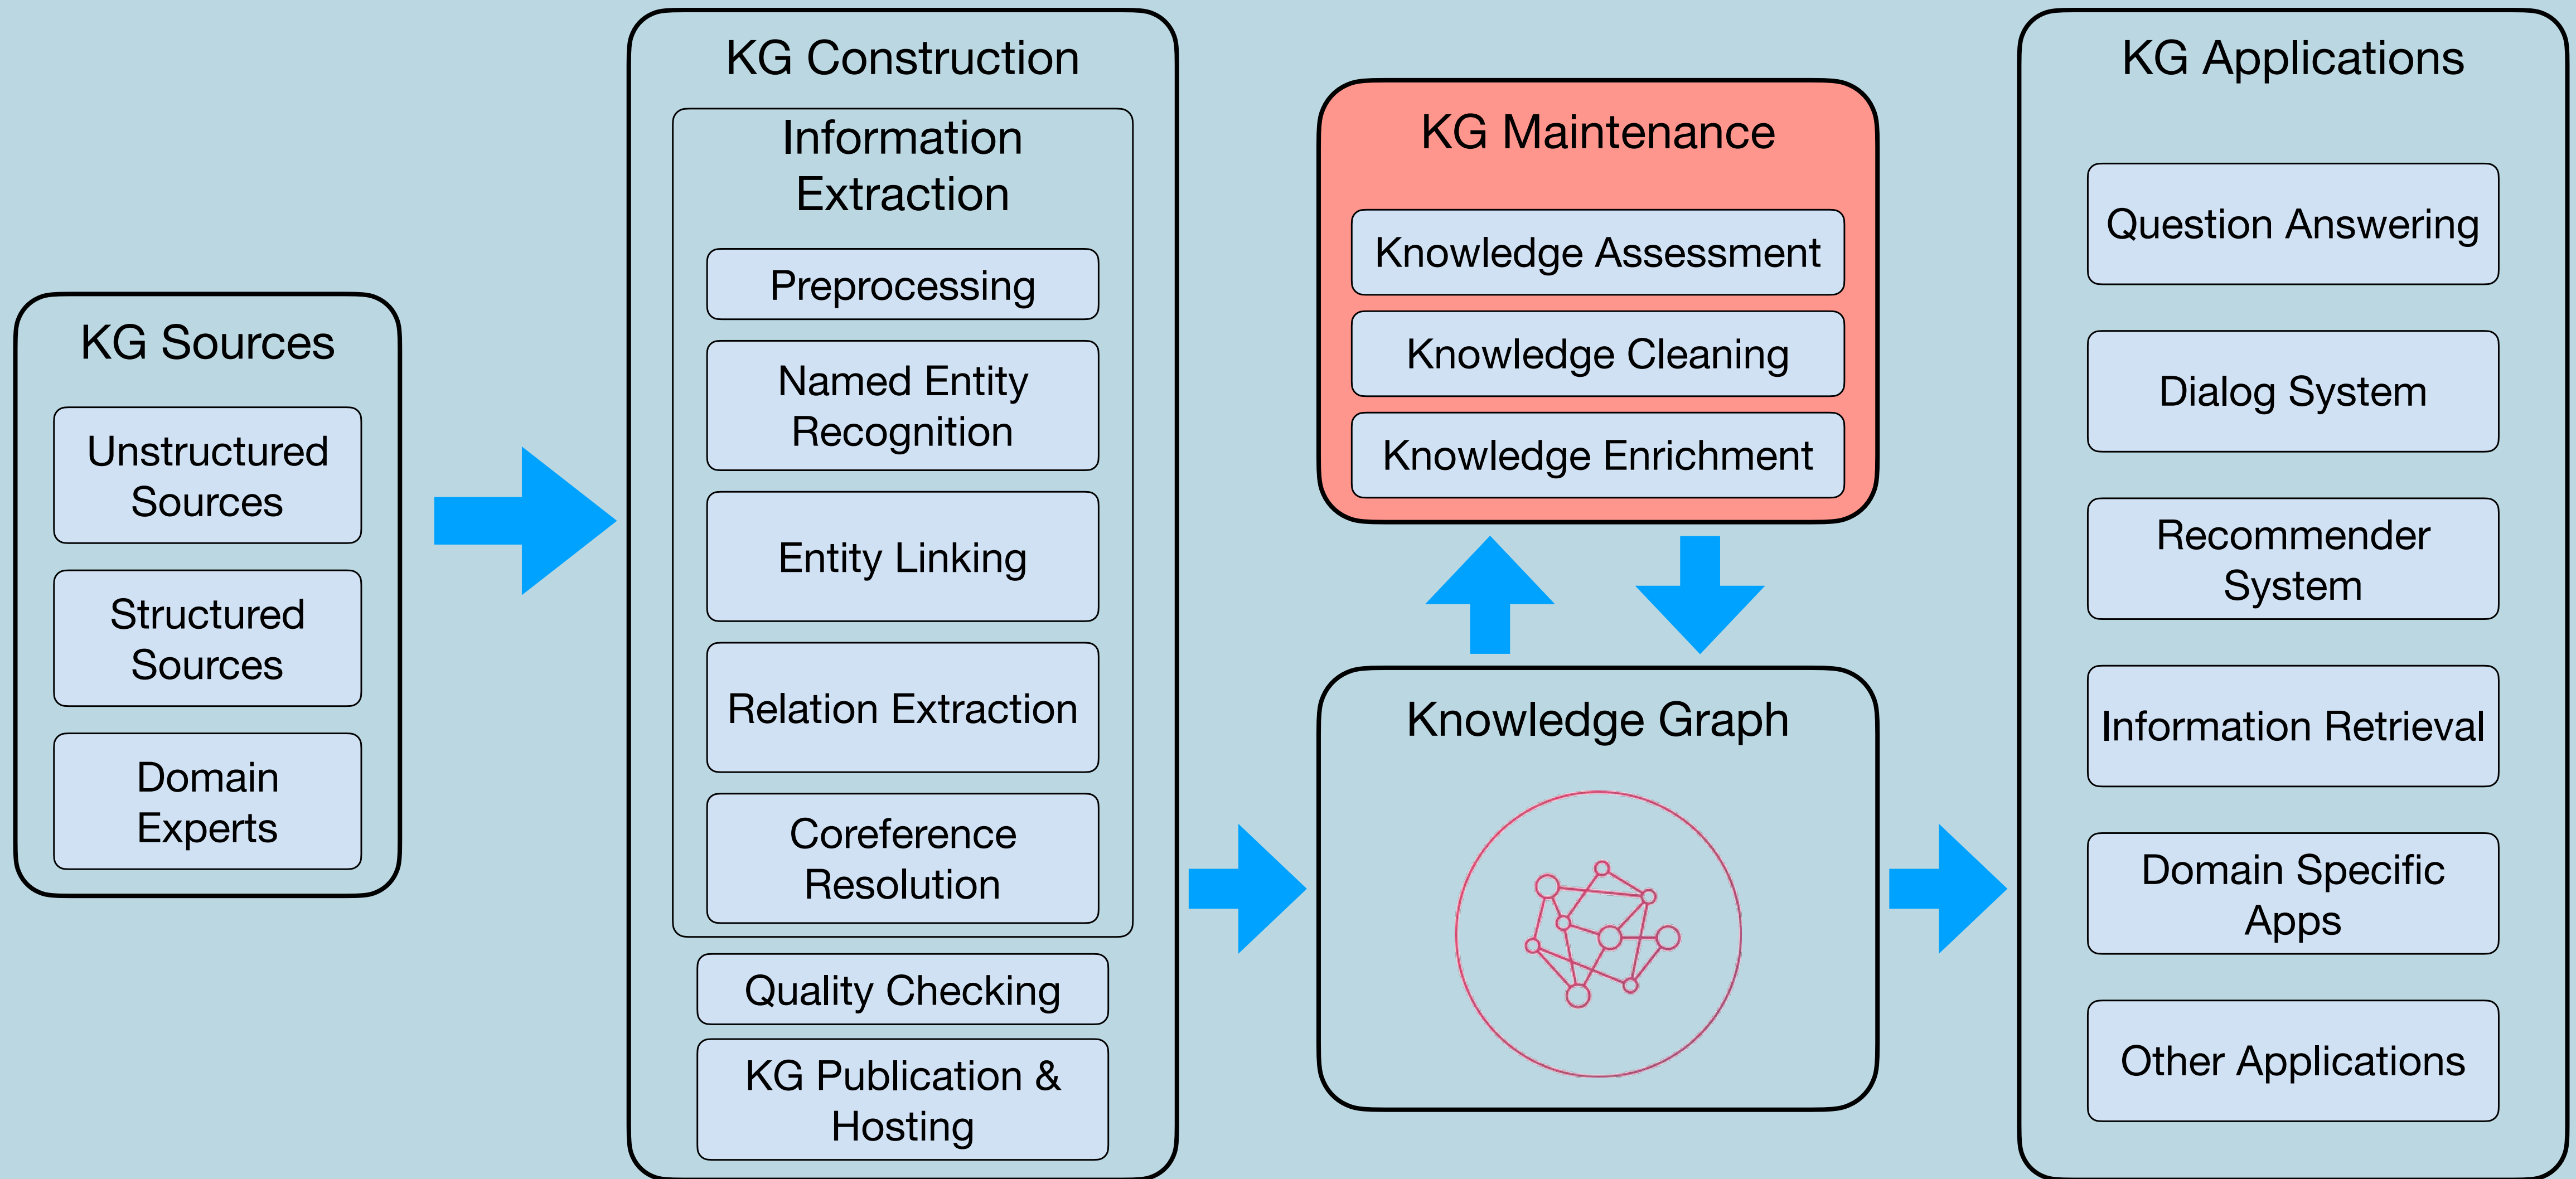 KG Sources
Unstructured
Sources
Structured
Sources
Domain
Experts
KG Construction
Information
Extraction
Preprocessing
Named Entity
Recognition
Entity Linking
Relation Extraction
Coreference
Resolution
Quality Checking
KG Publication &
Hosting
KG Maintenance
Knowledge Assessment
Knowledge Cleaning
Knowledge Enrichment
Knowledge Graph
KG Applications
Question Answering
Dialog System
Recommender
System
Information Retrieval
Domain Specific
Apps
Other Applications